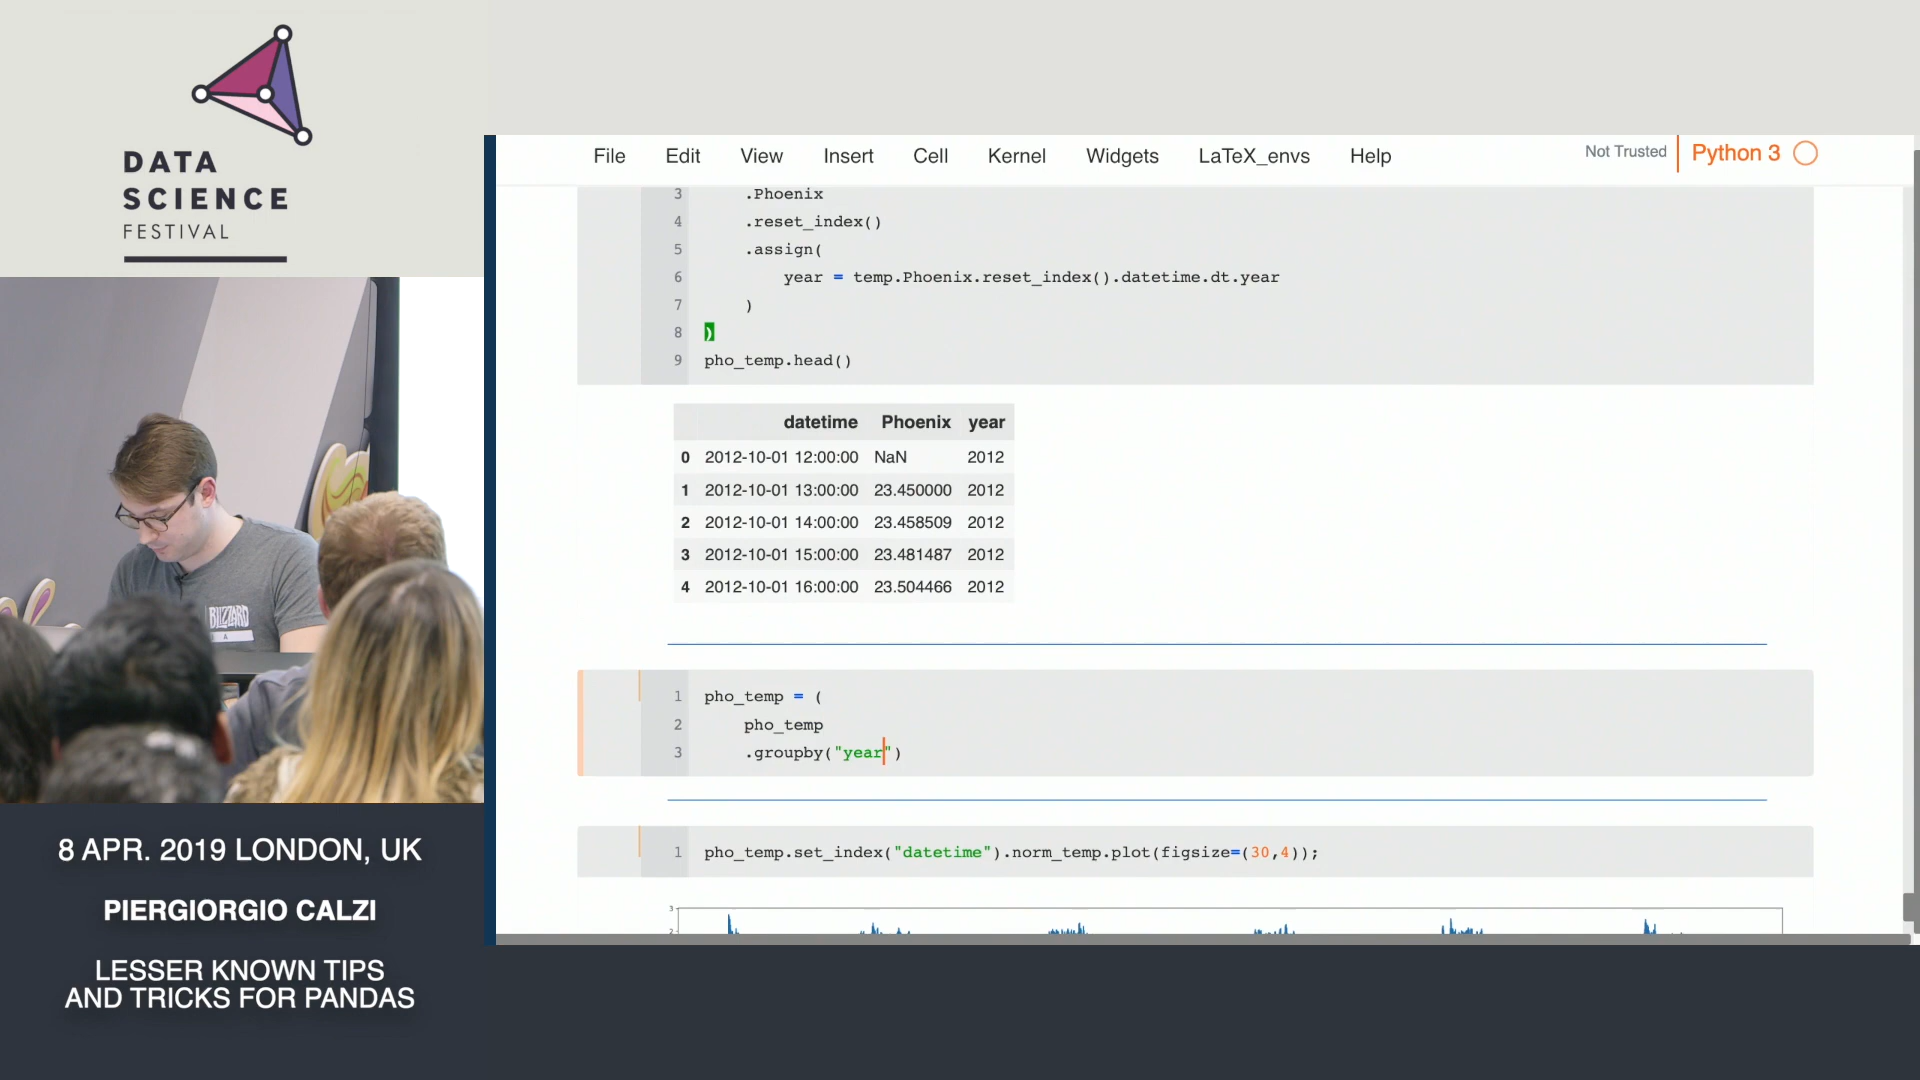 DATA
SCIENCE
FESTIVAL
BLIZZARD
A
8 APR. 2019 LONDON, UK
PIERGIORGIO CALZI
LESSER KNOWN TIPS
AND TRICKS FOR PANDAS
File Edit View Insert Cell Kernel Widgets LaTeX_envs Help Not Trusted Python 3
3 .Phoenix
4 .reset_index()
5 .assign(
6 year = temp.Phoenix.reset_index().datetime.dt.year
7 )
8 )
9 pho_temp.head()
datetime Phoenix year
0 2012-10-01 12:00:00 NaN 2012
1 2012-10-01 13:00:00 23.450000 2012
2 2012-10-01 14:00:00 23.458509 2012
3 2012-10-01 15:00:00 23.481487 2012
4 2012-10-01 16:00:00 23.504466 2012
1 pho_temp = (
2 pho_temp
3 .groupby("year")
1 pho_temp.set_index("datetime").norm_temp.plot(figsize=(30,4));
3
2